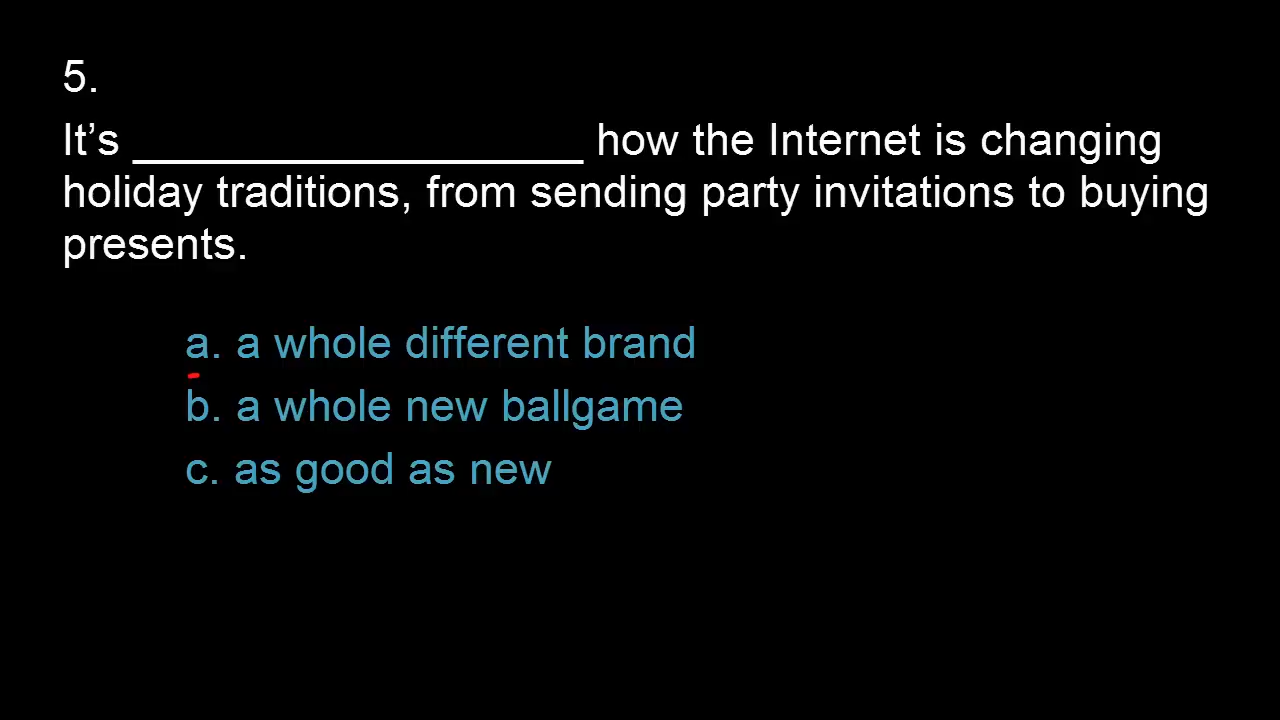 5.
It’s ___________________ how the Internet is changing
holiday traditions, from sending party invitations to buying
presents.
a. a whole different brand
b. a whole new ballgame
c. as good as new